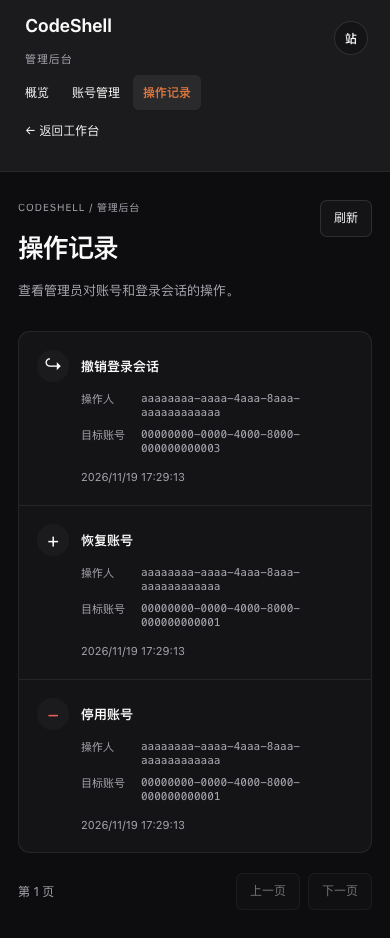 CodeShell
站
管理后台
概览 账号管理 操作记录
← 返回工作台
CODESHELL / 管理后台
刷新
操作记录
查看管理员对账号和登录会话的操作。
撤销登录会话
操作人 aaaaaaaa-aaaa-4aaa-8aaa-
aaaaaaaaaaaa
目标账号 00000000-0000-4000-8000-
000000000003
2026/11/19 17:29:13
恢复账号
操作人 aaaaaaaa-aaaa-4aaa-8aaa-
aaaaaaaaaaaa
目标账号 00000000-0000-4000-8000-
000000000001
2026/11/19 17:29:13
停用账号
操作人 aaaaaaaa-aaaa-4aaa-8aaa-
aaaaaaaaaaaa
目标账号 00000000-0000-4000-8000-
000000000001
2026/11/19 17:29:13
第 1 页 上一页 下一页